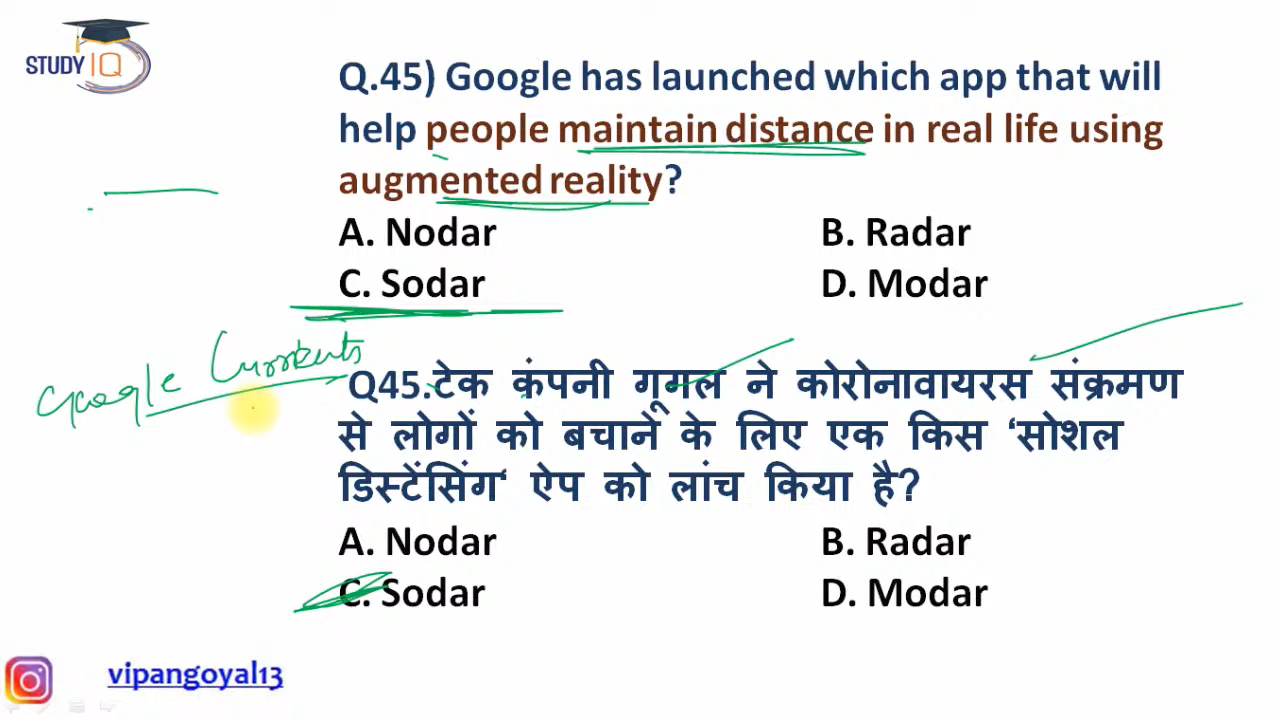 STUDY IQ
Q.45) Google has launched which app that will
help people maintain distance in real life using
augmented reality?
A. Nodar B. Radar
C. Sodar D. Modar
Google Currents
Q45.टेक कंपनी गूगल ने कोरोनावायरस संक्रमण
से लोगों को बचाने के लिए एक किस ‘सोशल
डिस्टेंसिंग‘ ऐप को लांच किया है?
A. Nodar B. Radar
C. Sodar D. Modar
vipangoyal13